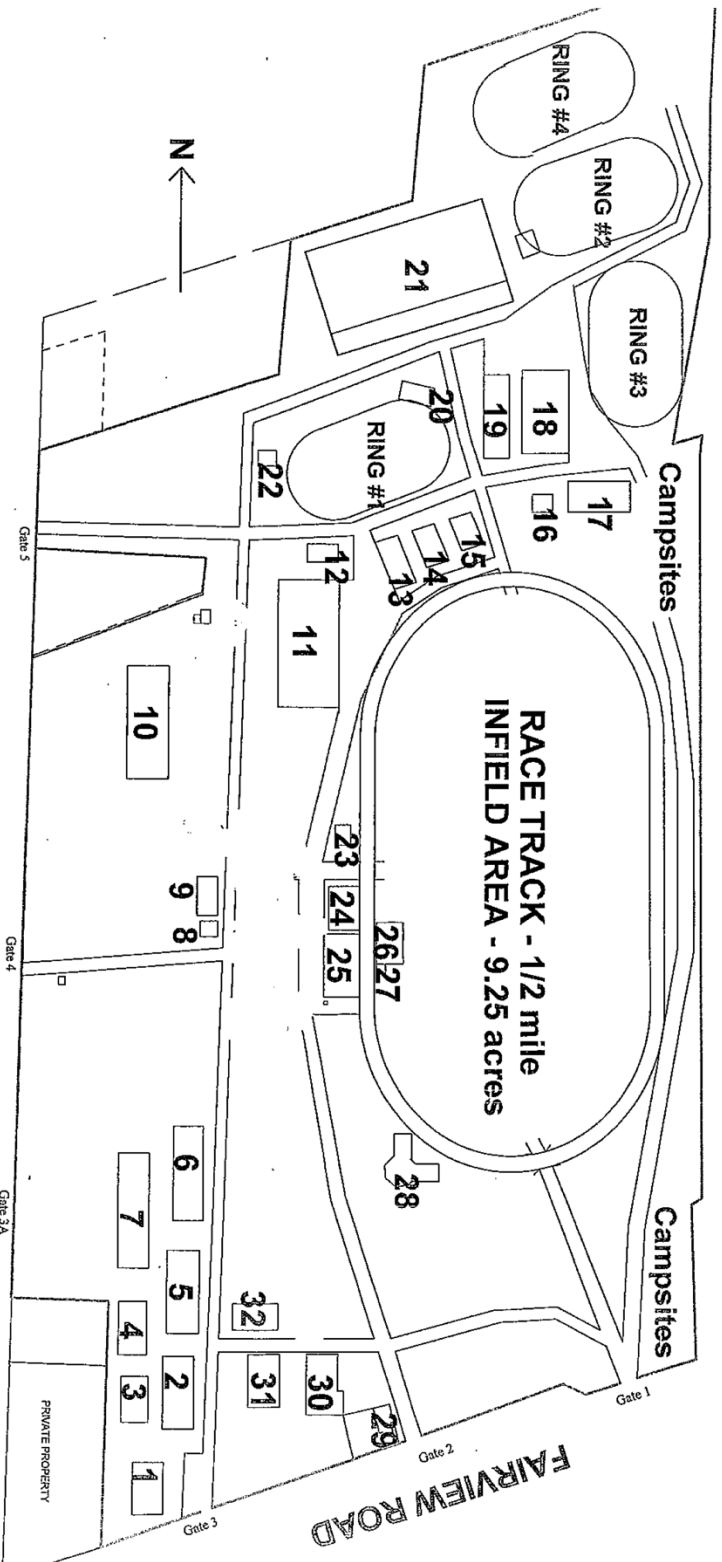 RING #4
RING #2
RING #3
N
21
20
19
18
RING #1
22
17
16
15
14
13
12
11
Campsites
Gate 5
10
RACE TRACK - 1/2 mile
INFIELD AREA - 9.25 acres
23
24
25
26
27
9
8
Gate 4
28
Campsites
6
7
5
4
32
Gate 3A
2
3
1
31
30
29
Gate 1
Gate 2
Gate 3
FAIRVIEW ROAD
PRIVATE PROPERTY